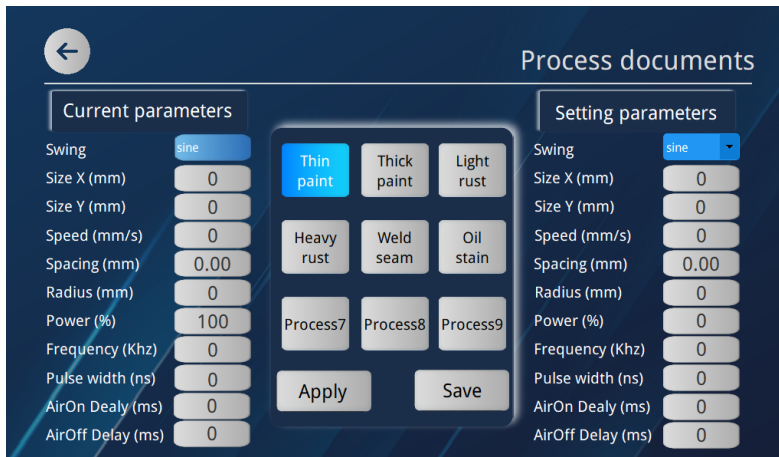 Process documents
Current parameters
Swing sine
Size X (mm) 0
Size Y (mm) 0
Speed (mm/s) 0
Spacing (mm) 0.00
Radius (mm) 0
Power (%) 100
Frequency (Khz) 0
Pulse width (ns) 0
AirOn Dealy (ms) 0
AirOff Delay (ms) 0
Thin
paint
Thick
paint
Light
rust
Heavy
rust
Weld
seam
Oil
stain
Process7
Process8
Process9
Apply
Save
Setting parameters
Swing sine
Size X (mm) 0
Size Y (mm) 0
Speed (mm/s) 0
Spacing (mm) 0.00
Radius (mm) 0
Power (%) 0
Frequency (Khz) 0
Pulse width (ns) 0
AirOn Dealy (ms) 0
AirOff Delay (ms) 0